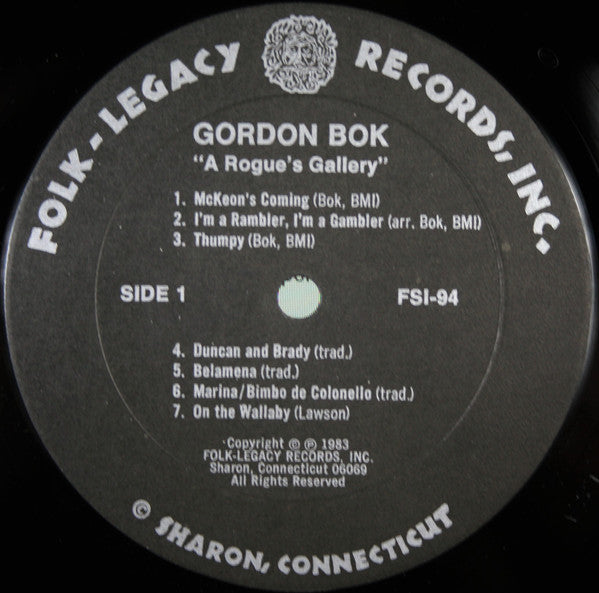 FOLK-LEGACY RECORDS, INC.
GORDON BOK
"A Rogue's Gallery"
1. McKeon's Coming (Bok, BMI)
2. I'm a Rambler, I'm a Gambler (arr. Bok, BMI)
3. Thumpy (Bok, BMI)
SIDE 1
FSI-94
4. Duncan and Brady (trad.)
5. Belamena (trad.)
6. Marina/Bimbo de Colonello (trad.)
7. On the Wallaby (Lawson)
Copyright © ℗ 1983
FOLK-LEGACY RECORDS, INC.
Sharon, Connecticut 06069
All Rights Reserved
© SHARON, CONNECTICUT